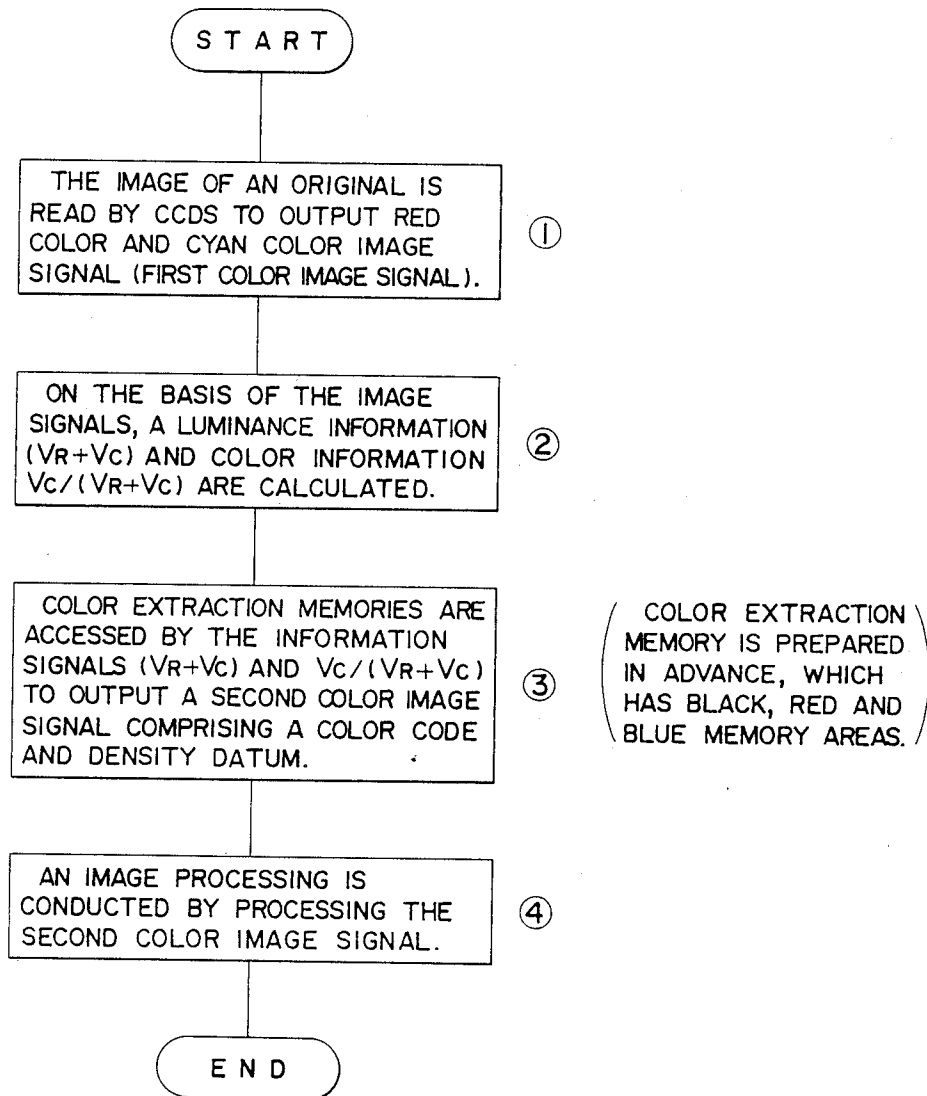 START
THE IMAGE OF AN ORIGINAL IS
READ BY CCDS TO OUTPUT RED
COLOR AND CYAN COLOR IMAGE
SIGNAL (FIRST COLOR IMAGE SIGNAL).
①
ON THE BASIS OF THE IMAGE
SIGNALS, A LUMINANCE INFORMATION
(VR+VC) AND COLOR INFORMATION
VC/(VR+VC) ARE CALCULATED.
②
COLOR EXTRACTION MEMORIES ARE
ACCESSED BY THE INFORMATION
SIGNALS (VR+VC) AND VC/(VR+VC)
TO OUTPUT A SECOND COLOR IMAGE
SIGNAL COMPRISING A COLOR CODE
AND DENSITY DATUM.
③
(COLOR EXTRACTION
MEMORY IS PREPARED
IN ADVANCE, WHICH
HAS BLACK, RED AND
BLUE MEMORY AREAS.)
AN IMAGE PROCESSING IS
CONDUCTED BY PROCESSING THE
SECOND COLOR IMAGE SIGNAL.
④
END